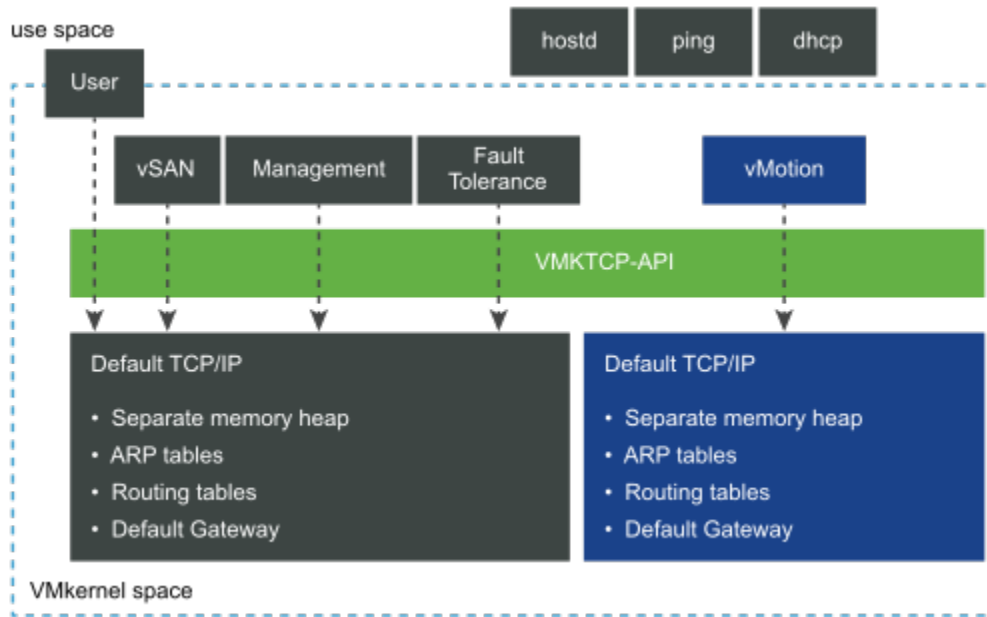 use space
hostd
ping
dhcp
User
vSAN
Management
Fault
Tolerance
vMotion
VMKTCP-API
Default TCP/IP
• Separate memory heap
• ARP tables
• Routing tables
• Default Gateway
Default TCP/IP
• Separate memory heap
• ARP tables
• Routing tables
• Default Gateway
VMkernel space